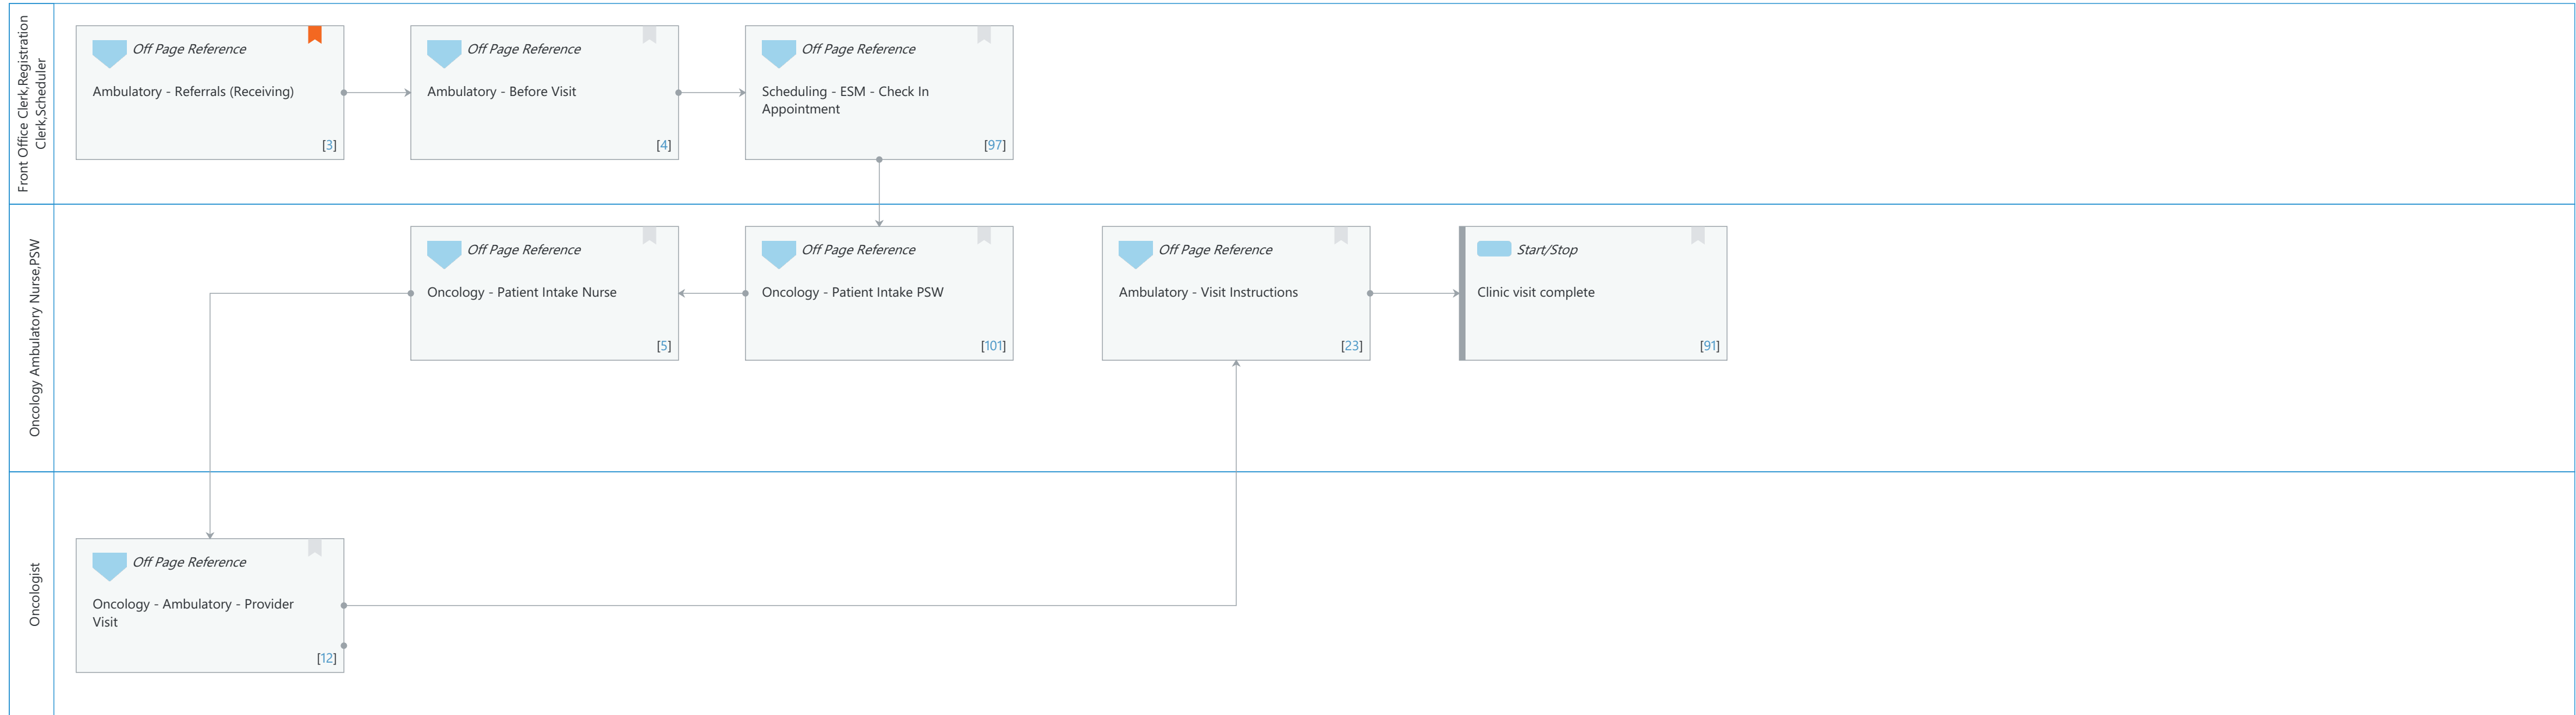 Front Office Clerk,Registration
Clerk,Scheduler
Off Page Reference
Ambulatory - Referrals (Receiving)
[3]
Off Page Reference
Ambulatory - Before Visit
[4]
Off Page Reference
Scheduling - ESM - Check In
Appointment
[97]
Oncology Ambulatory Nurse,PSW
Off Page Reference
Oncology - Patient Intake Nurse
[5]
Off Page Reference
Oncology - Patient Intake PSW
[101]
Off Page Reference
Ambulatory - Visit Instructions
[23]
Start/Stop
Clinic visit complete
[91]
Oncologist
Off Page Reference
Oncology - Ambulatory - Provider
Visit
[12]